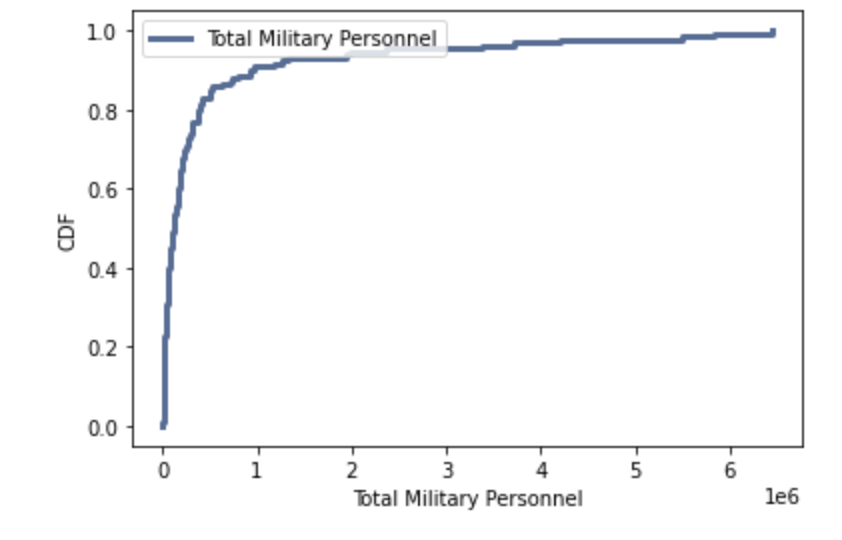 Total Military Personnel
1.0
0.8
0.6
0.4
0.2
0.0
CDF
0 1 2 3 4 5 6
1e6
Total Military Personnel